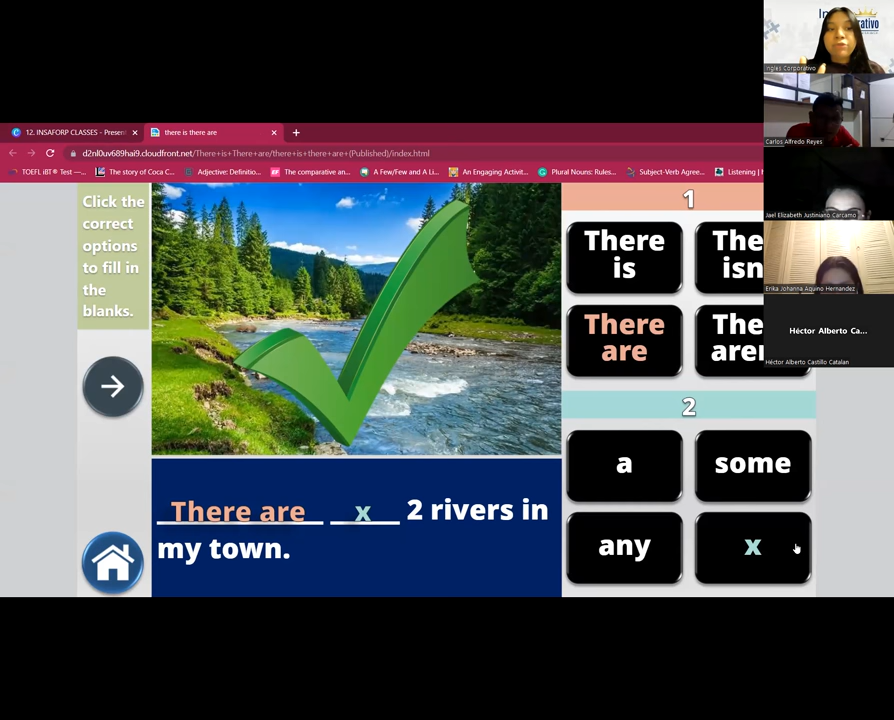 12. INSAFORP CLASSES - Presen
there is there are
d2nl0uv689hai9.cloudfront.net/There+is+There+are/there+is+there+are+(Published)/index.html
TOEFL iBT® Test —...
The story of Coca C...
Adjective: Definitio...
The comparative an...
A Few/Few and A Li...
An Engaging Activit...
Plural Nouns: Rules...
Subject-Verb Agree...
Listening
Click the
correct
options
to fill in
the
blanks.
There are x 2 rivers in
my town.
1
There
is
There
are
2
a
some
any
x
Carlos Alfredo Reyes
Jael Elizabeth Justiniano Carcamo
Erika Johanna Aquino Hernandez
Héctor Alberto Ca...
Héctor Alberto Castillo Catalan